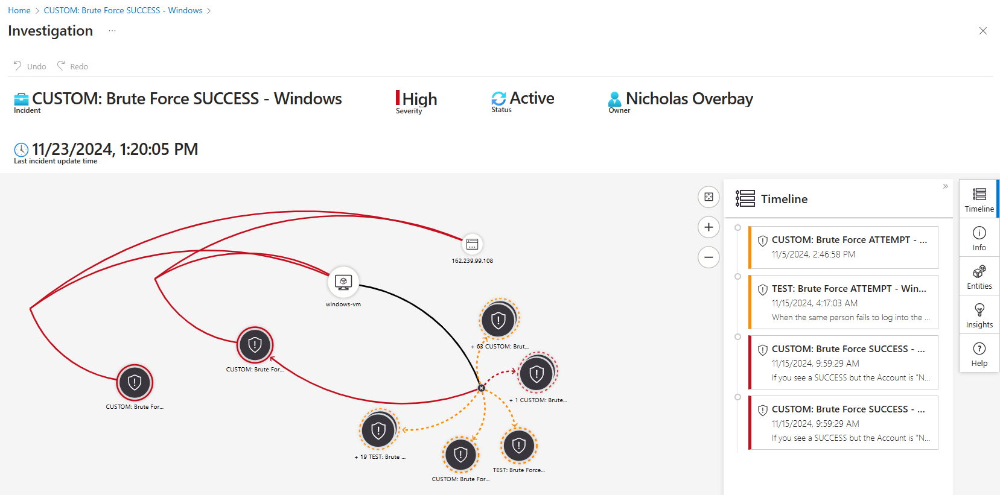 Home > CUSTOM: Brute Force SUCCESS - Windows >
Investigation ...
Undo Redo
CUSTOM: Brute Force SUCCESS - Windows
Incident
High
Severity
Active
Status
Nicholas Overbay
Owner
11/23/2024, 1:20:05 PM
Last incident update time
162.239.99.108
windows-vm
+ 63 CUSTOM: Brut...
CUSTOM: Brute For...
+ 1 CUSTOM: Brute...
CUSTOM: Brute For...
+ 19 TEST: Brute ...
TEST: Brute Force...
CUSTOM: Brute For...
Timeline
CUSTOM: Brute Force ATTEMPT - ...
11/5/2024, 2:46:58 PM
TEST: Brute Force ATTEMPT - Win...
11/15/2024, 4:17:03 AM
When the same person fails to log into the ...
CUSTOM: Brute Force SUCCESS - ...
11/15/2024, 9:59:29 AM
If you see a SUCCESS but the Account is "N...
CUSTOM: Brute Force SUCCESS - ...
11/15/2024, 9:59:29 AM
If you see a SUCCESS but the Account is "N...
Timeline
Info
Entities
Insights
Help